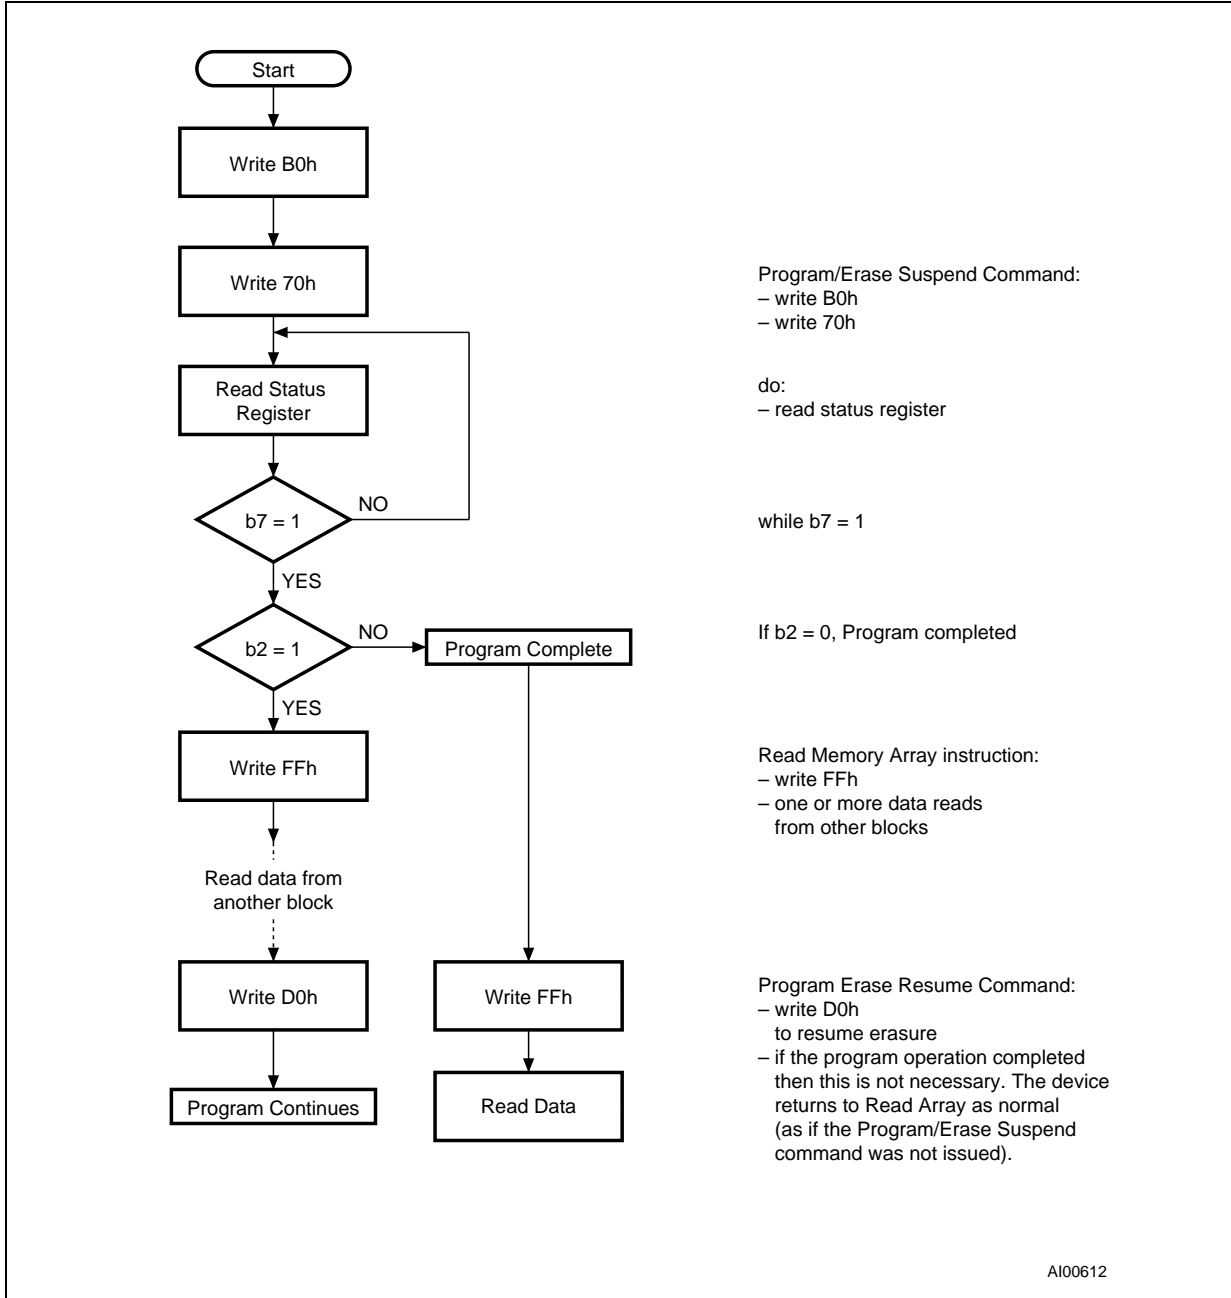 Start
Write B0h
Write 70h
Read Status
Register
NO
b7 = 1
YES
NO
b2 = 1
Program Complete
YES
Write FFh
Read data from
another block
Write D0h
Write FFh
Program Continues
Read Data
Program/Erase Suspend Command:
– write B0h
– write 70h
do:
– read status register
while b7 = 1
If b2 = 0, Program completed
Read Memory Array instruction:
– write FFh
– one or more data reads
from other blocks
Program Erase Resume Command:
– write D0h
to resume erasure
– if the program operation completed
then this is not necessary. The device
returns to Read Array as normal
(as if the Program/Erase Suspend
command was not issued).
AI00612